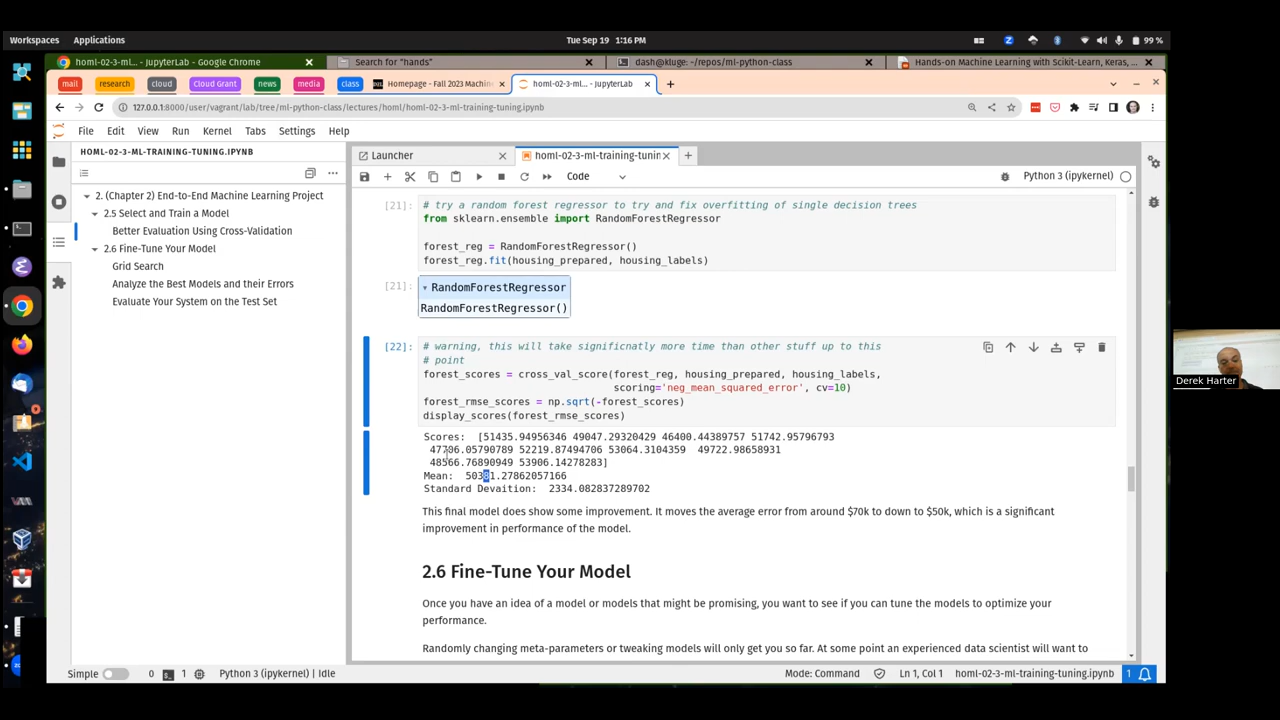 Workspaces Applications Tue Sep 19 1:16 PM 99 %
homl-02-3-ml... - JupyterLab - Google Chrome Search for "hands" dash@kluge: ~/repos/ml-python-class Hands-on Machine Learning with Scikit-Learn, Keras, ...
mail research cloud Cloud Grant news media class Homepage - Fall 2023 Machin homl-02-3-ml... - JupyterLab
127.0.0.1:8000/user/vagrant/lab/tree/ml-python-class/lectures/homl/homl-02-3-ml-training-tuning.ipynb
File Edit View Run Kernel Tabs Settings Help
HOML-02-3-ML-TRAINING-TUNING.IPYNB
Launcher homl-02-3-ml-training-tunin
Code Python 3 (ipykernel)
2. (Chapter 2) End-to-End Machine Learning Project
2.5 Select and Train a Model
Better Evaluation Using Cross-Validation
2.6 Fine-Tune Your Model
Grid Search
Analyze the Best Models and their Errors
Evaluate Your System on the Test Set
[21]: # try a random forest regressor to try and fix overfitting of single decision trees
from sklearn.ensemble import RandomForestRegressor
forest_reg = RandomForestRegressor()
forest_reg.fit(housing_prepared, housing_labels)
[21]: RandomForestRegressor
RandomForestRegressor()
[22]: # warning, this will take significnatly more time than other stuff up to this
# point
forest_scores = cross_val_score(forest_reg, housing_prepared, housing_labels,
scoring='neg_mean_squared_error', cv=10)
forest_rmse_scores = np.sqrt(-forest_scores)
display_scores(forest_rmse_scores)
Scores: [51435.94956346 49047.29320429 46400.44389757 51742.95796793
47706.05790789 52219.87494706 53064.3104359 49722.98658931
48566.76890949 53906.14278283]
Mean: 50381.27862057166
Standard Devaition: 2334.082837289702
This final model does show some improvement. It moves the average error from around $70k to down to $50k, which is a significant
improvement in performance of the model.
2.6 Fine-Tune Your Model
Once you have an idea of a model or models that might be promising, you want to see if you can tune the models to optimize your
performance.
Randomly changing meta-parameters or tweaking models will only get you so far. At some point an experienced data scientist will want to
Simple 0 1 Python 3 (ipykernel) | Idle Mode: Command Ln 1, Col 1 homl-02-3-ml-training-tuning.ipynb 1
Derek Harter